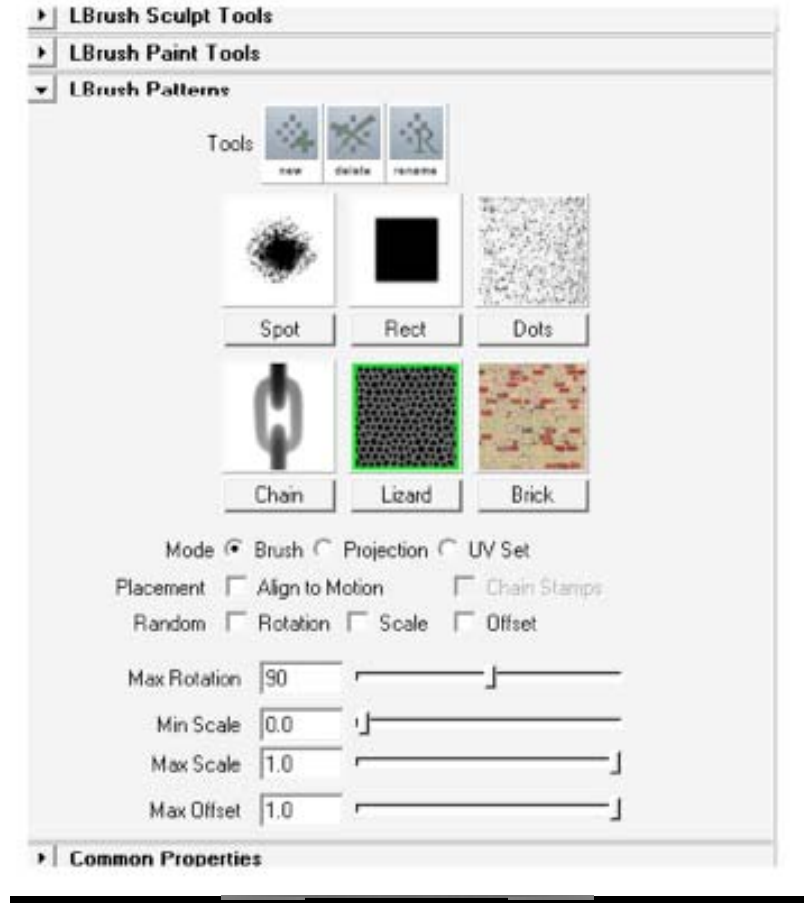 LBrush Sculpt Tools
LBrush Paint Tools
LBrush Patterns
Tools
new delete rename
Spot Rect Dots
Chain Lizard Brick
Mode Brush Projection UV Set
Placement Align to Motion Chain Stamps
Random Rotation Scale Offset
Max Rotation 90
Min Scale 0.0
Max Scale 1.0
Max Offset 1.0
Common Properties